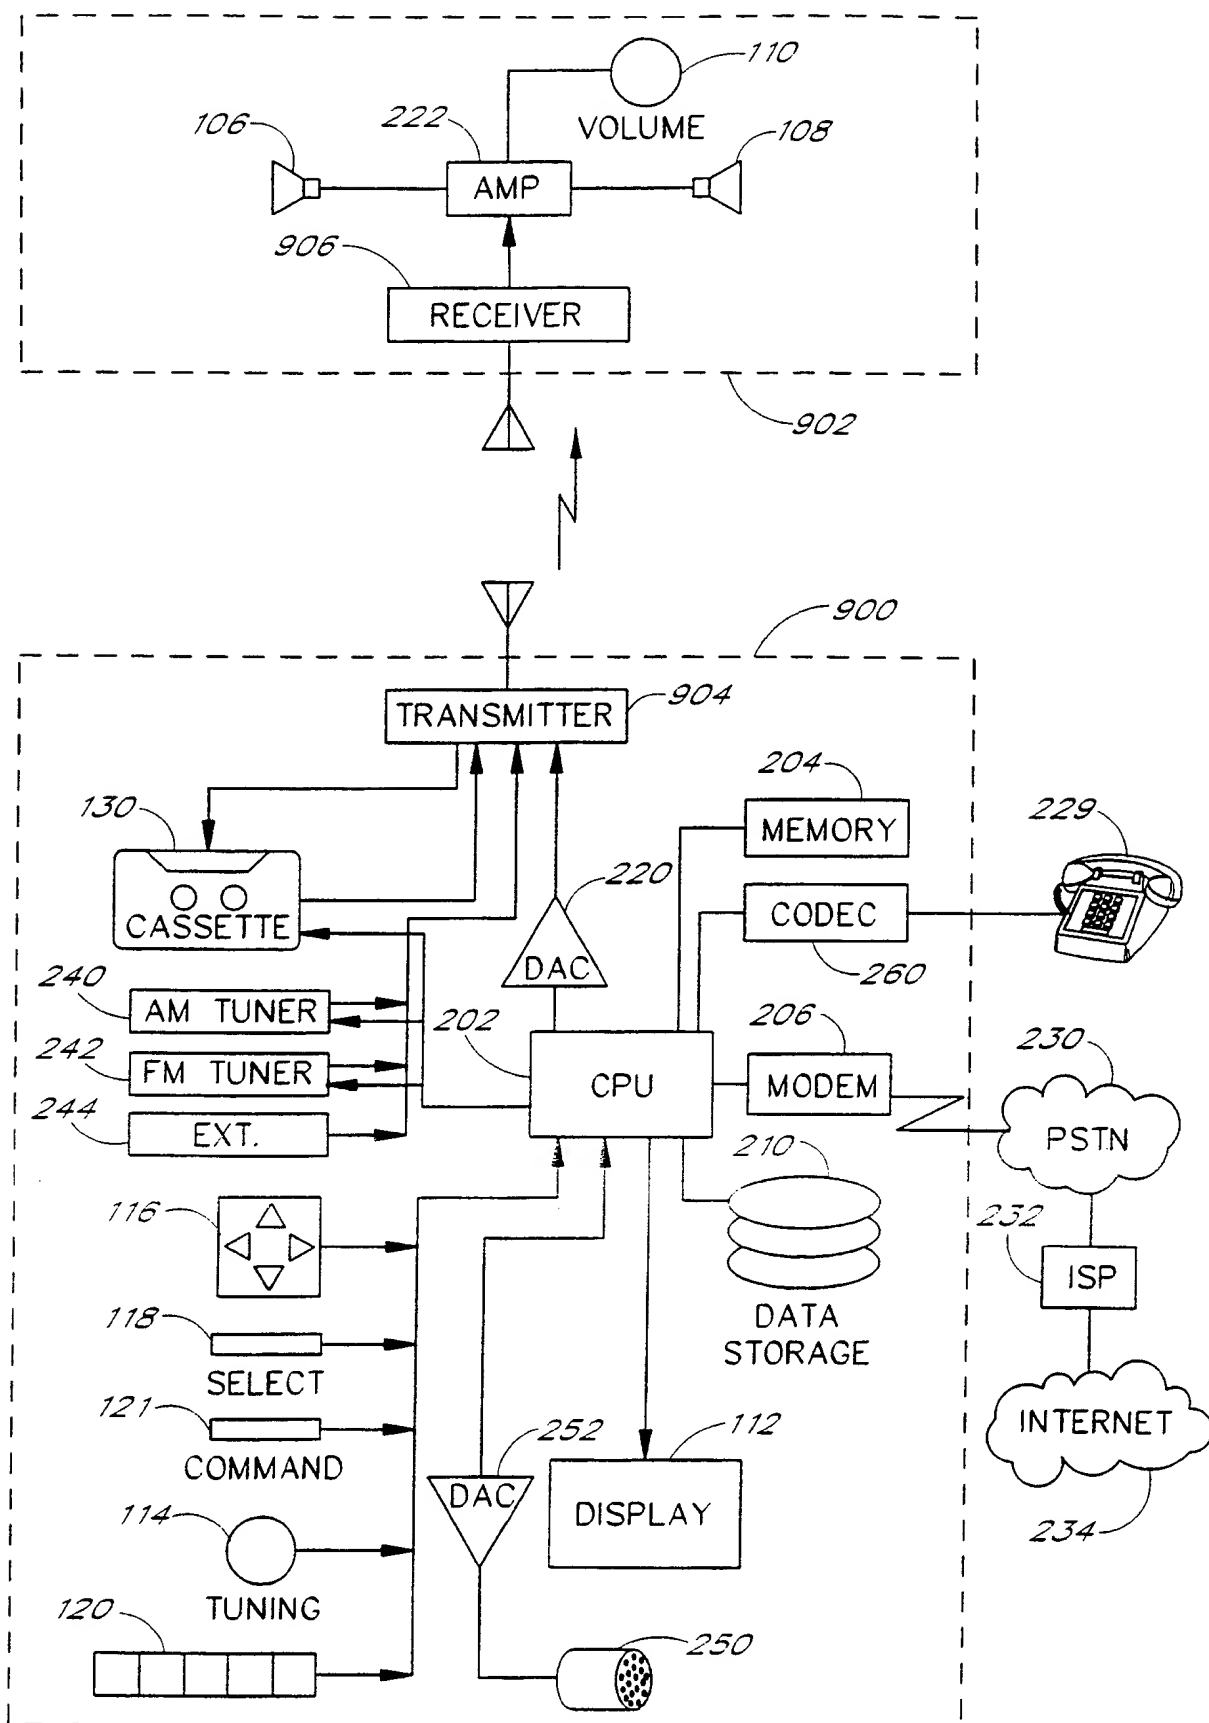 110
VOLUME
106
222
108
AMP
906
RECEIVER
902
900
TRANSMITTER
904
204
MEMORY
130
CASSETTE
220
DAC
CODEC
260
229
240
AM TUNER
202
CPU
206
MODEM
230
PSTN
242
FM TUNER
244
EXT.
210
DATA
STORAGE
116
232
ISP
118
SELECT
121
COMMAND
252
DAC
112
DISPLAY
INTERNET
234
114
TUNING
120
250